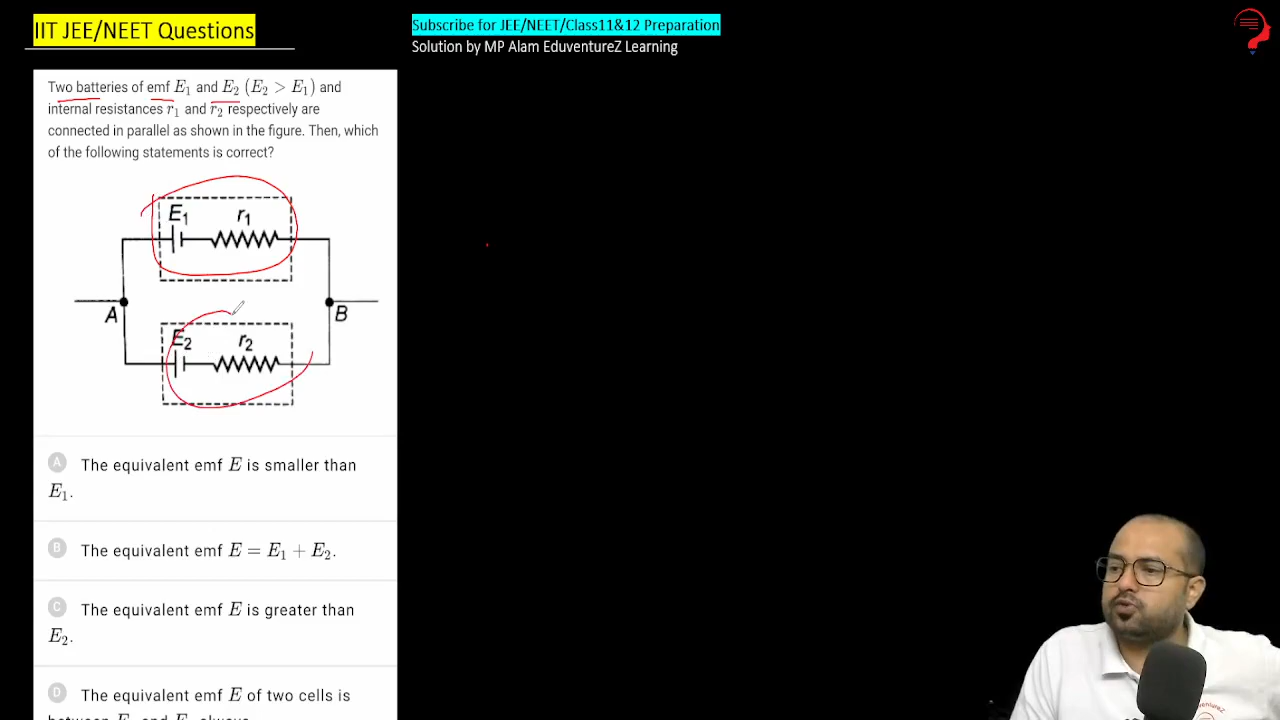 IIT JEE/NEET Questions
Subscribe for JEE/NEET/Class11&12 Preparation
Solution by MP Alam EduventureZ Learning
Two batteries of emf E₁ and E₂ (E₂ > E₁) and
internal resistances r₁ and r₂ respectively are
connected in parallel as shown in the figure. Then, which
of the following statements is correct?
E₁ r₁
A B
E₂ r₂
A The equivalent emf E is smaller than
E₁.
B The equivalent emf E = E₁ + E₂.
C The equivalent emf E is greater than
E₂.
D The equivalent emf E of two cells is
between E and E always